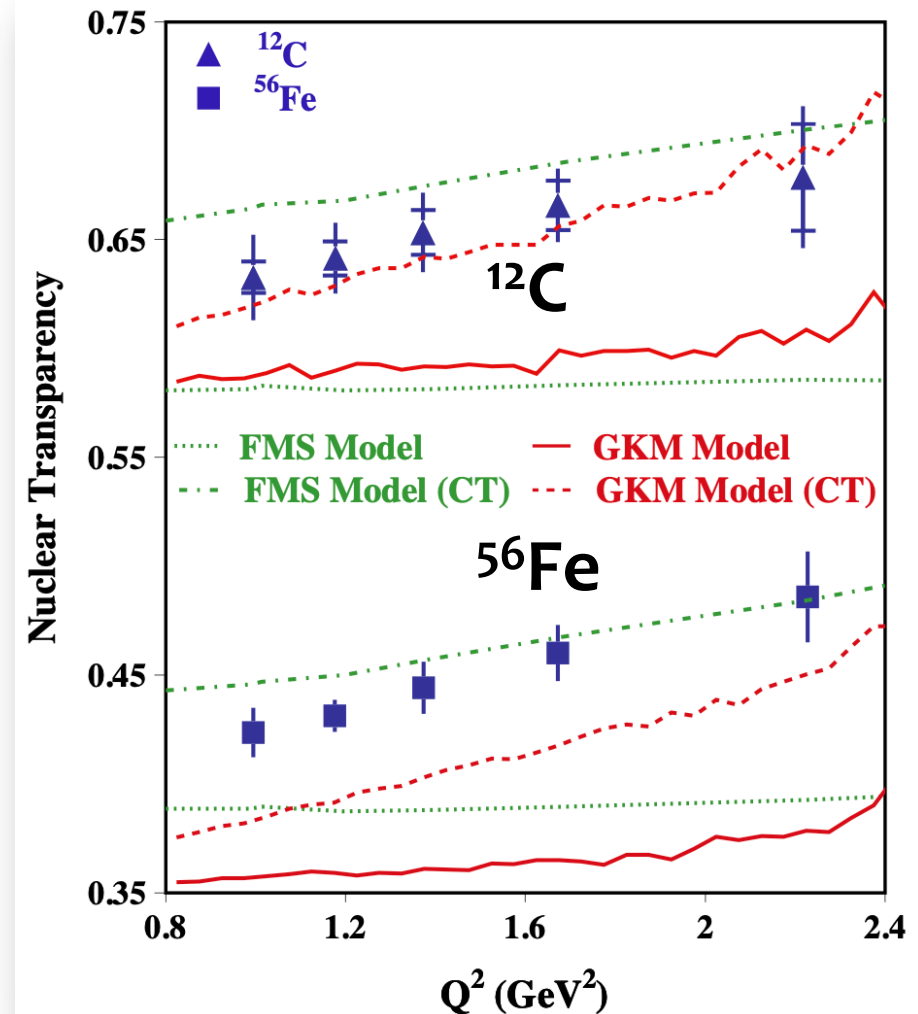 0.75
¹²C
⁵⁶Fe
0.65
¹²C
FMS Model
GKM Model
0.55
FMS Model (CT)
GKM Model (CT)
⁵⁶Fe
0.45
0.35
0.8 1.2 1.6 2 2.4
Q² (GeV²)
Nuclear Transparency